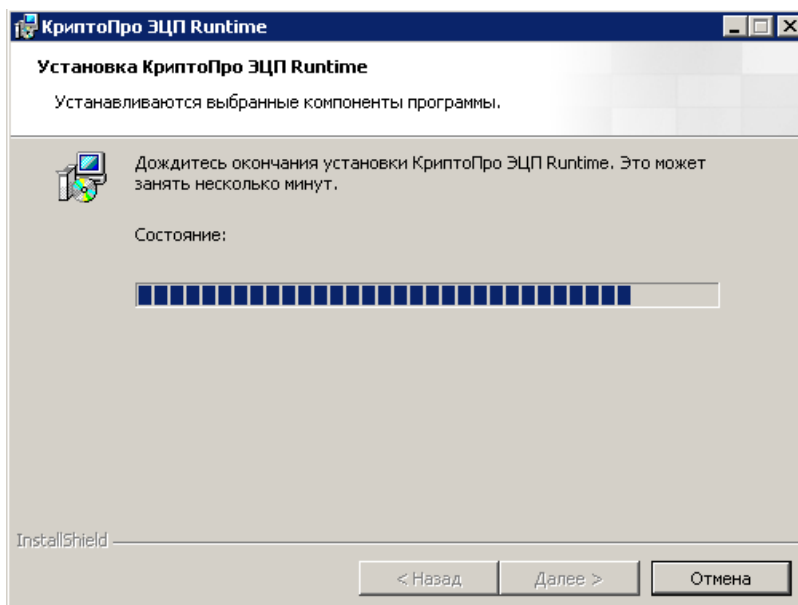 КриптоПро ЭЦП Runtime
Установка КриптоПро ЭЦП Runtime
Устанавливаются выбранные компоненты программы.
Дождитесь окончания установки КриптоПро ЭЦП Runtime. Это может
занять несколько минут.
Состояние:
InstallShield
< Назад
Далее >
Отмена